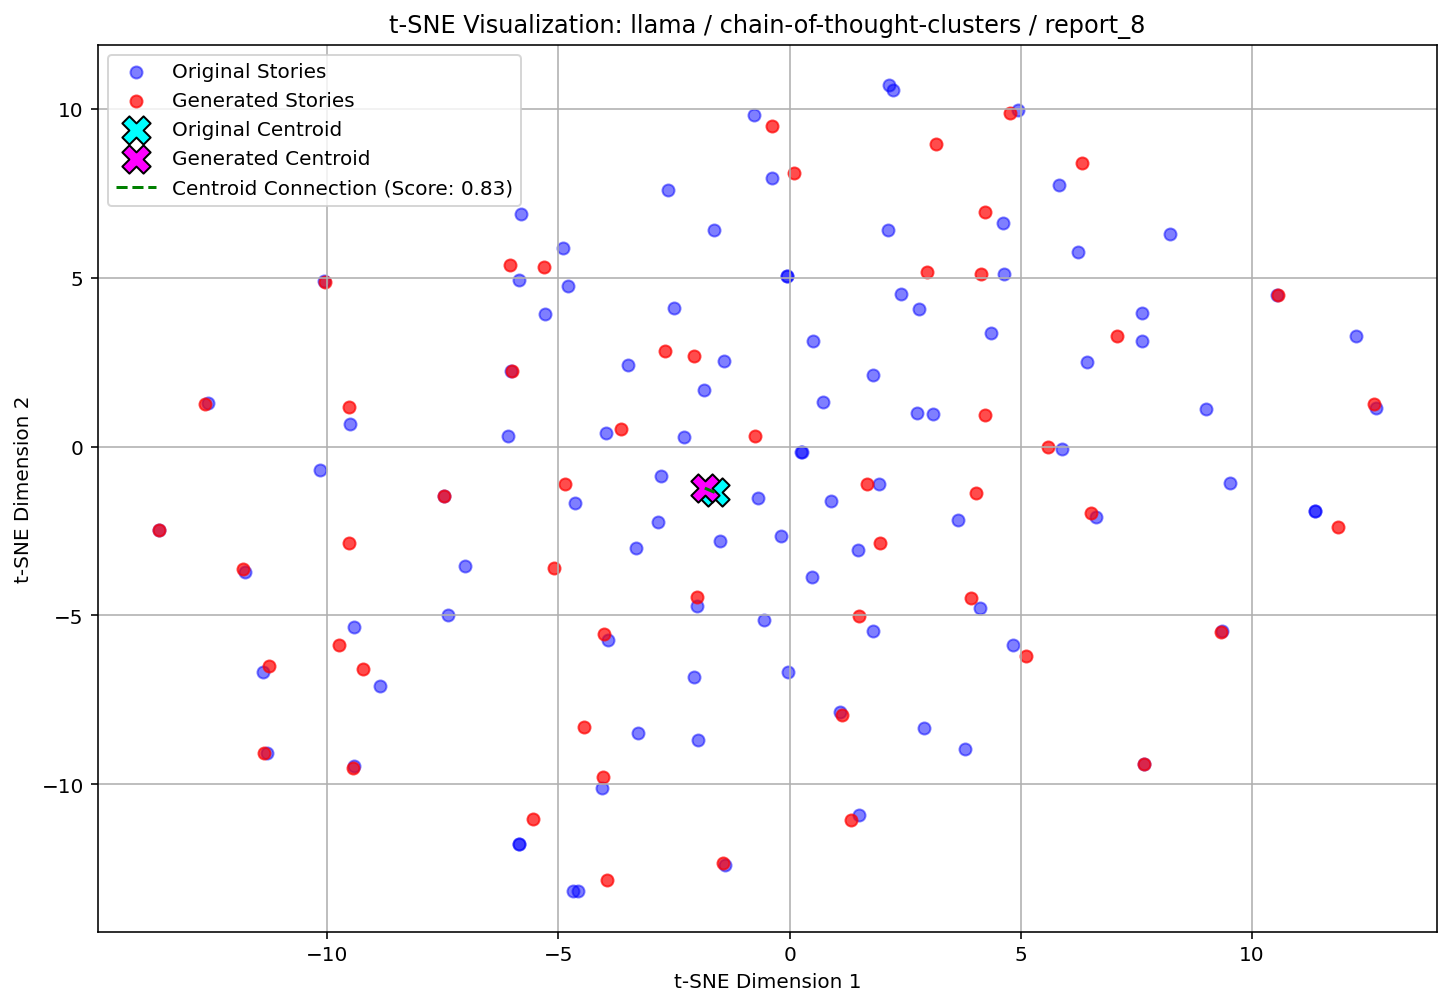 t-SNE Visualization: llama / chain-of-thought-clusters / report_8
Original Stories
Generated Stories
Original Centroid
Generated Centroid
Centroid Connection (Score: 0.83)
10
5
0
−5
−10
t-SNE Dimension 2
−10
−5
0
5
10
t-SNE Dimension 1